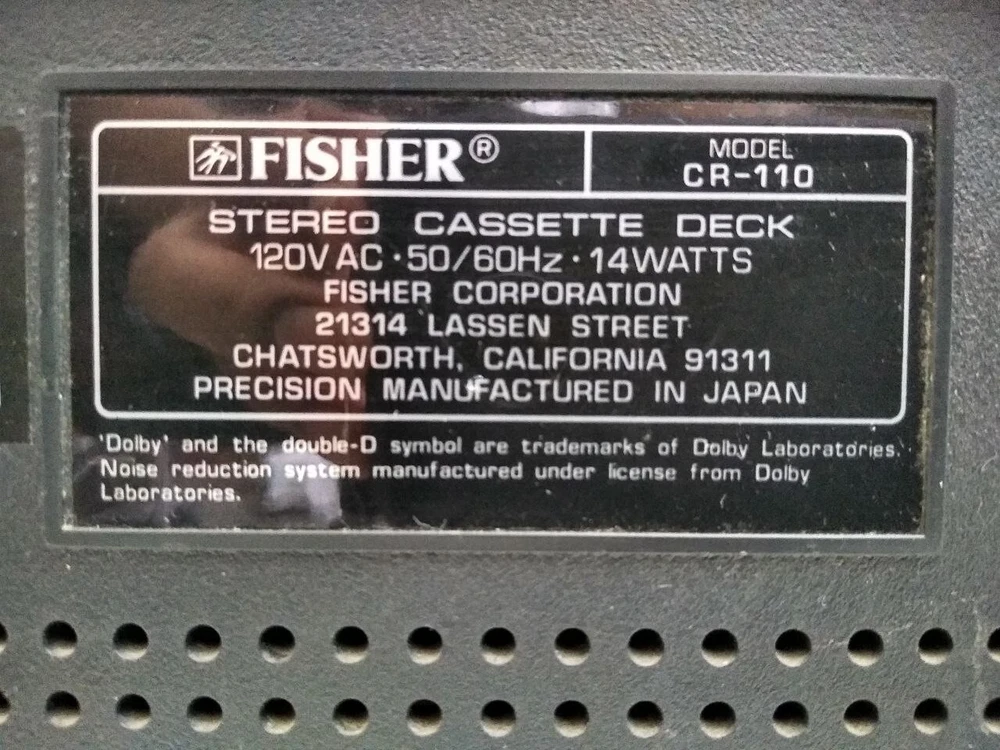 FISHER®
MODEL
CR-110
STEREO CASSETTE DECK
120V AC · 50/60Hz · 14WATTS
FISHER CORPORATION
21314 LASSEN STREET
CHATSWORTH, CALIFORNIA 91311
PRECISION MANUFACTURED IN JAPAN
'Dolby' and the double-D symbol are trademarks of Dolby Laboratories.
Noise reduction system manufactured under license from Dolby
Laboratories.